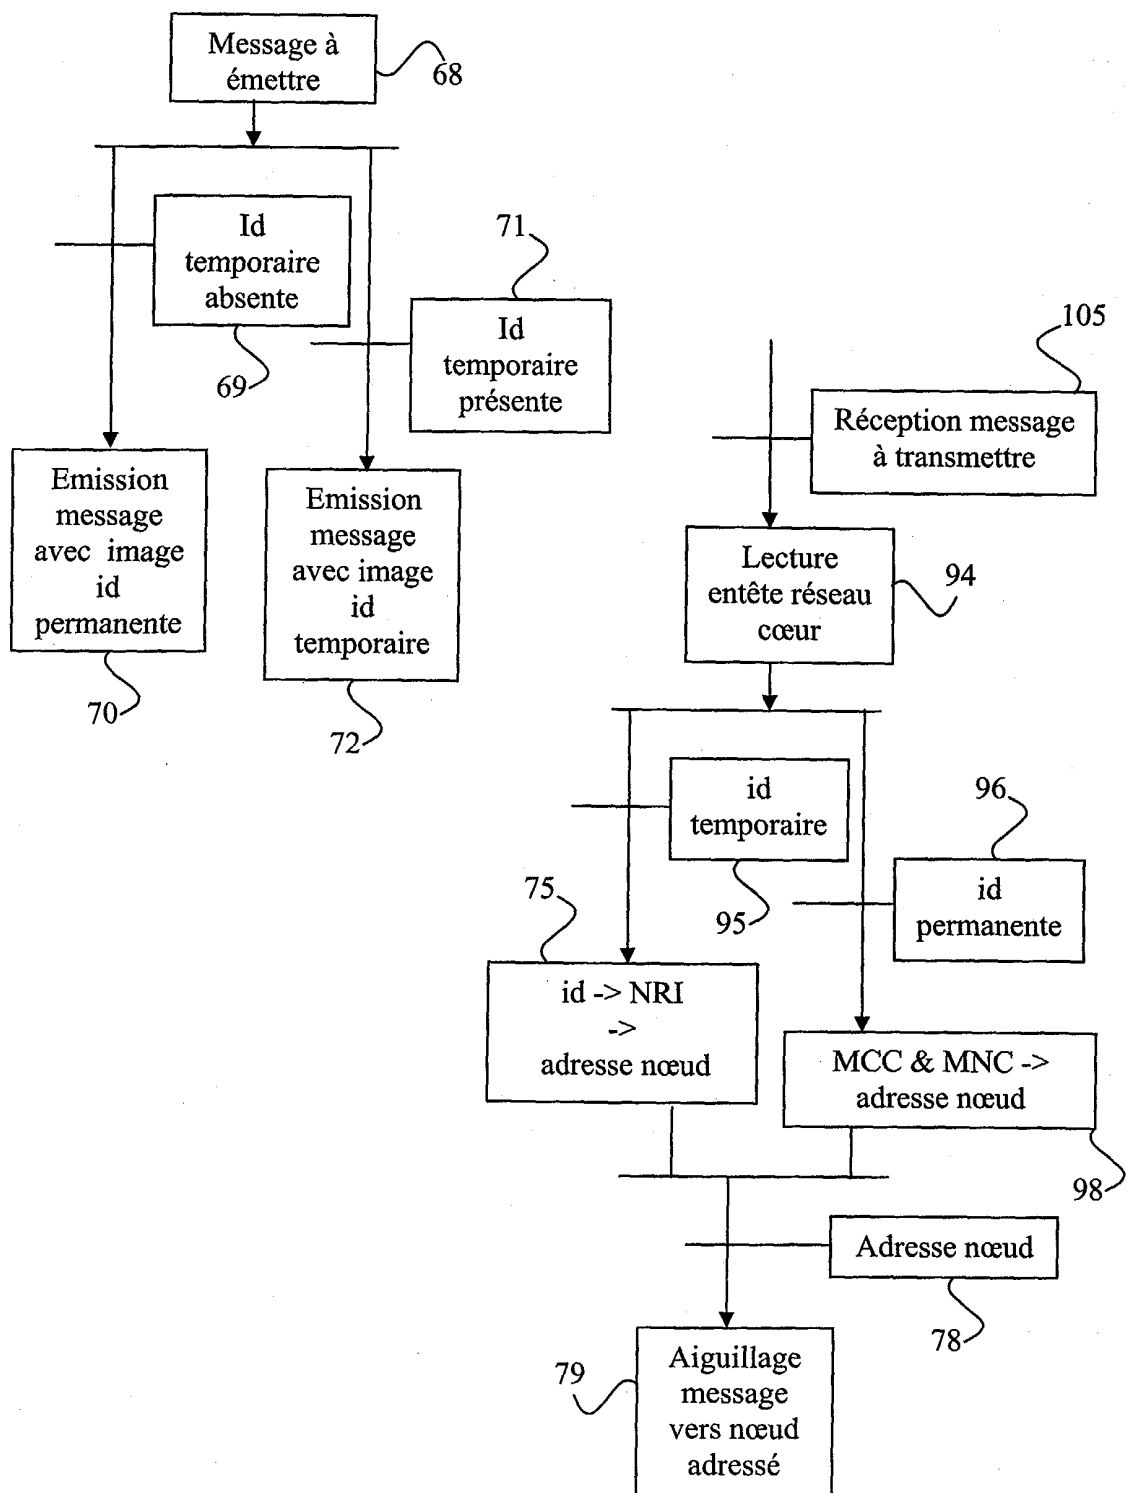 Message à
émettre
68
Id
temporaire
absente
69
71
Id
temporaire
présente
Emission
message
avec image
id
permanente
70
Emission
message
avec image
id
temporaire
72
105
Réception message
à transmettre
Lecture
entête réseau
cœur
94
id
temporaire
95
96
id
permanente
75
id -> NRI
->
adresse nœud
MCC & MNC ->
adresse nœud
98
Adresse nœud
78
79
Aiguillage
message
vers nœud
adressé